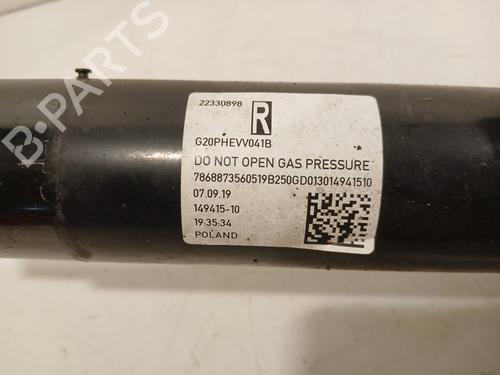 22330898
R
G20PHEVV041B
DO NOT OPEN GAS PRESSURE
7868873560519B250GD013014941510
07.09.19
149415-10
19:35:34
POLAND
B-PARTS